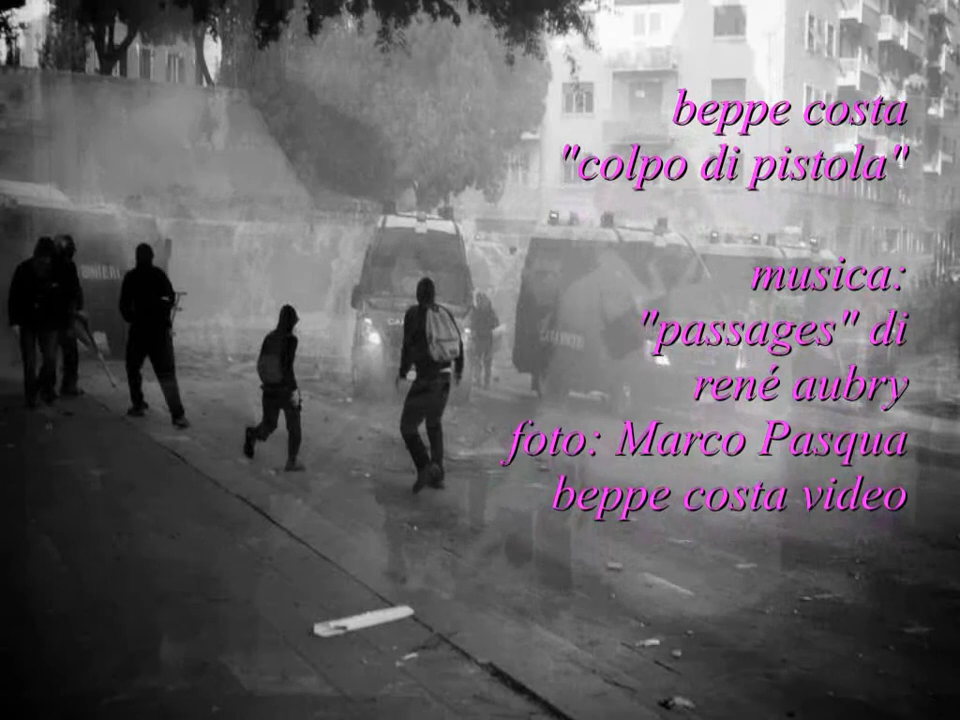 beppe costa
"colpo di pistola"
musica:
"passages" di
rené aubry
foto: Marco Pasqua
beppe costa video